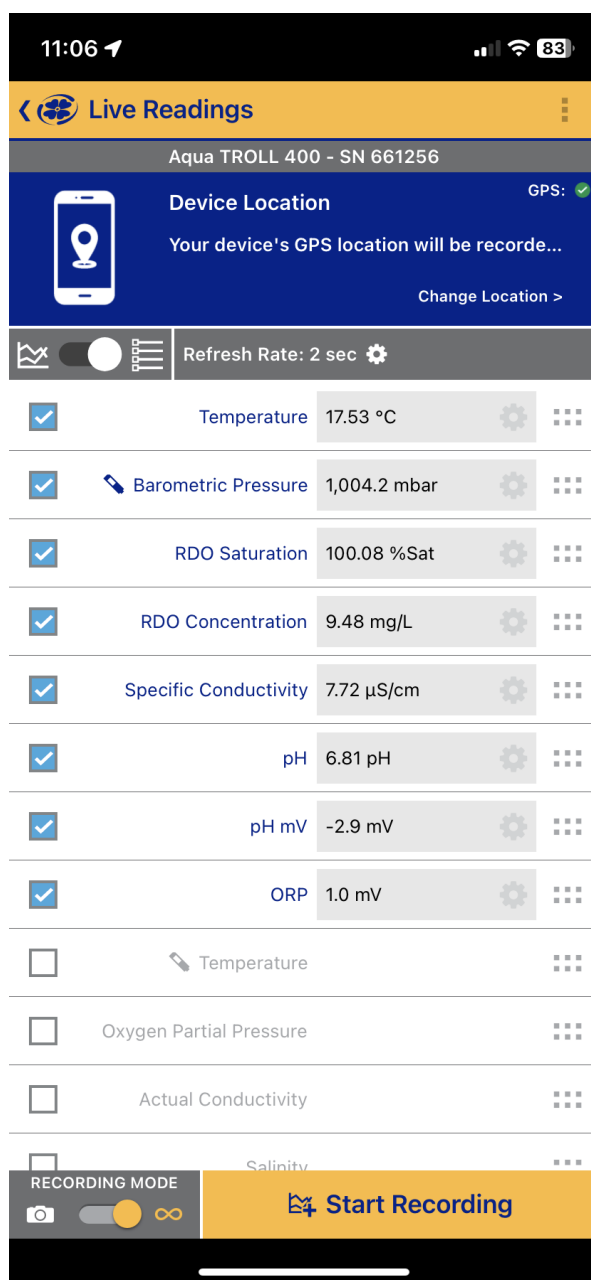 11:06
83
Live Readings
Aqua TROLL 400 - SN 661256
GPS:
Device Location
Your device's GPS location will be recorde...
Change Location >
Refresh Rate: 2 sec
Temperature 17.53 °C
Barometric Pressure 1,004.2 mbar
RDO Saturation 100.08 %Sat
RDO Concentration 9.48 mg/L
Specific Conductivity 7.72 µS/cm
pH 6.81 pH
pH mV -2.9 mV
ORP 1.0 mV
Temperature
Oxygen Partial Pressure
Actual Conductivity
Salinity
RECORDING MODE
Start Recording